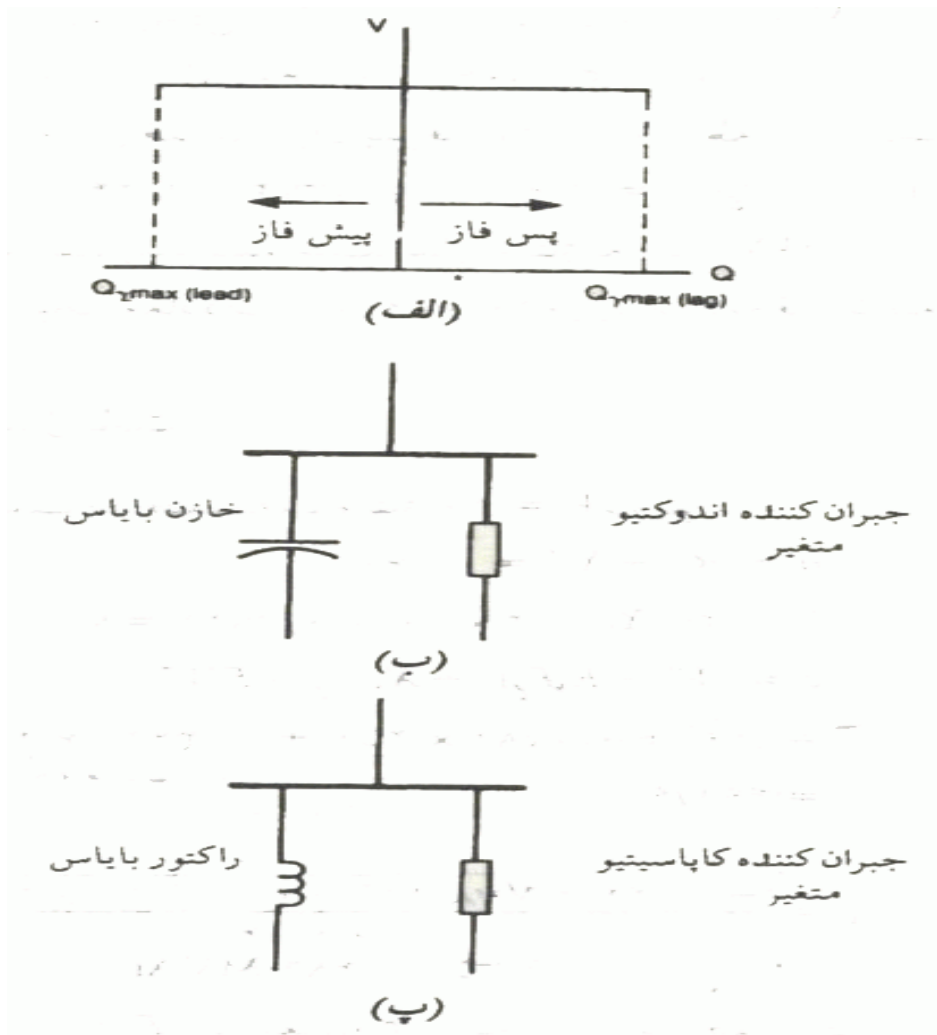 V
پیش فاز
پس فاز
Q
Qγmax (lead)
Qγmax (lag)
(الف)
خازن بایاس
جبران کننده اندوکتیو
متغیر
(ب)
راکتور بایاس
جبران کننده کاپاسیتیو
متغیر
(پ)